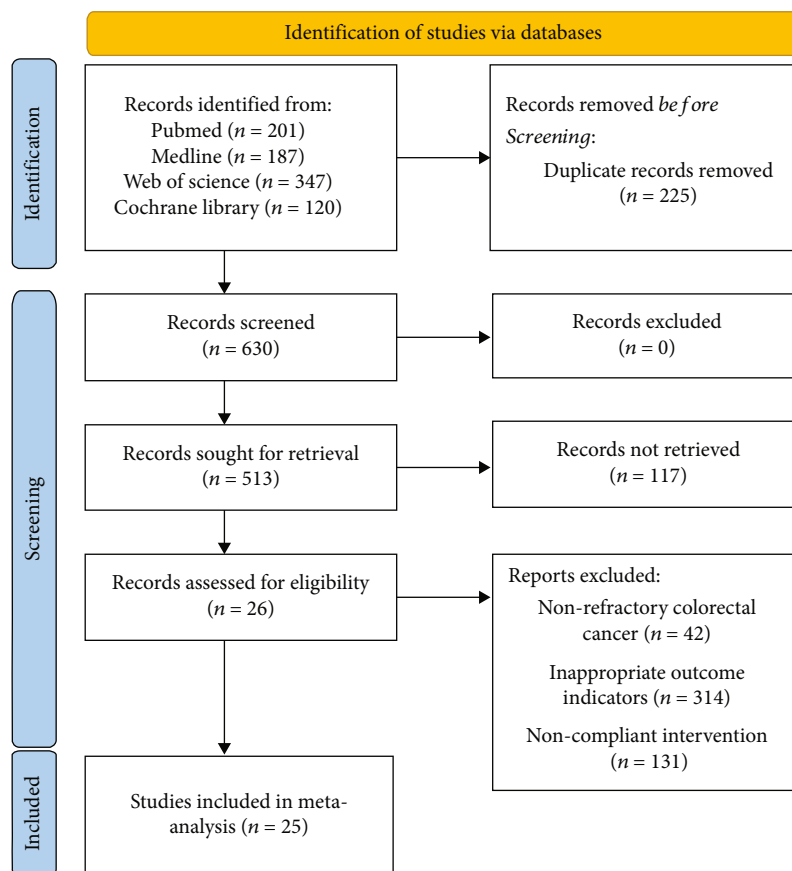 Identification of studies via databases
Identification
Records identified from:
Pubmed (n = 201)
Medline (n = 187)
Web of science (n = 347)
Cochrane library (n = 120)
Records removed before
Screening:
Duplicate records removed
(n = 225)
Screening
Records screened
(n = 630)
Records excluded
(n = 0)
Records sought for retrieval
(n = 513)
Records not retrieved
(n = 117)
Records assessed for eligibility
(n = 26)
Reports excluded:
Non-refractory colorectal
cancer (n = 42)
Inappropriate outcome
indicators (n = 314)
Non-compliant intervention
(n = 131)
Included
Studies included in meta-
analysis (n = 25)